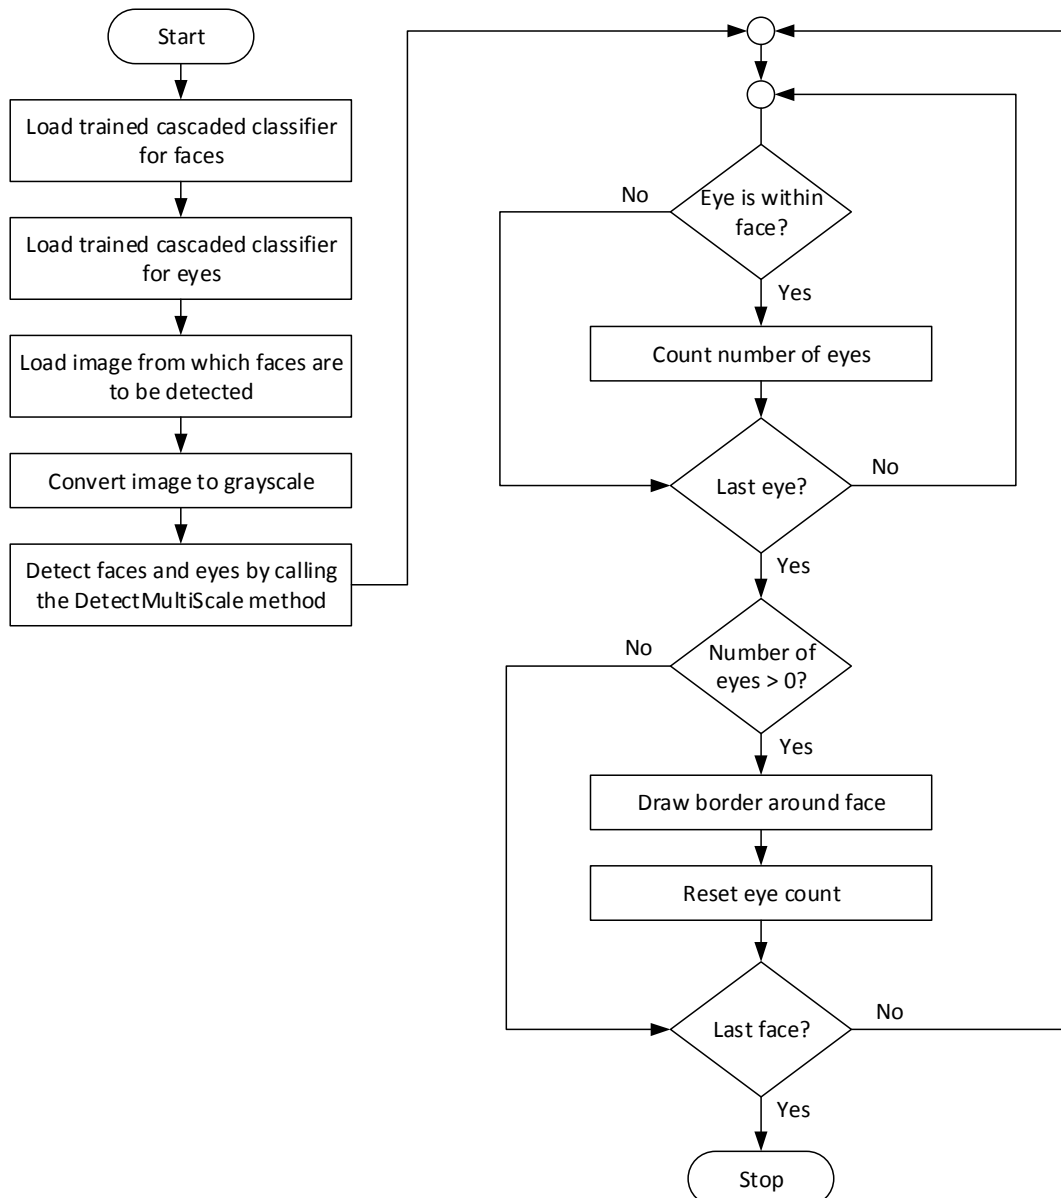 Start
Load trained cascaded classifier
for faces
Load trained cascaded classifier
for eyes
Load image from which faces are
to be detected
Convert image to grayscale
Detect faces and eyes by calling
the DetectMultiScale method
No
Eye is within
face?
Yes
Count number of eyes
Last eye?
No
Yes
No
Number of
eyes > 0?
Yes
Draw border around face
Reset eye count
Last face?
No
Yes
Stop